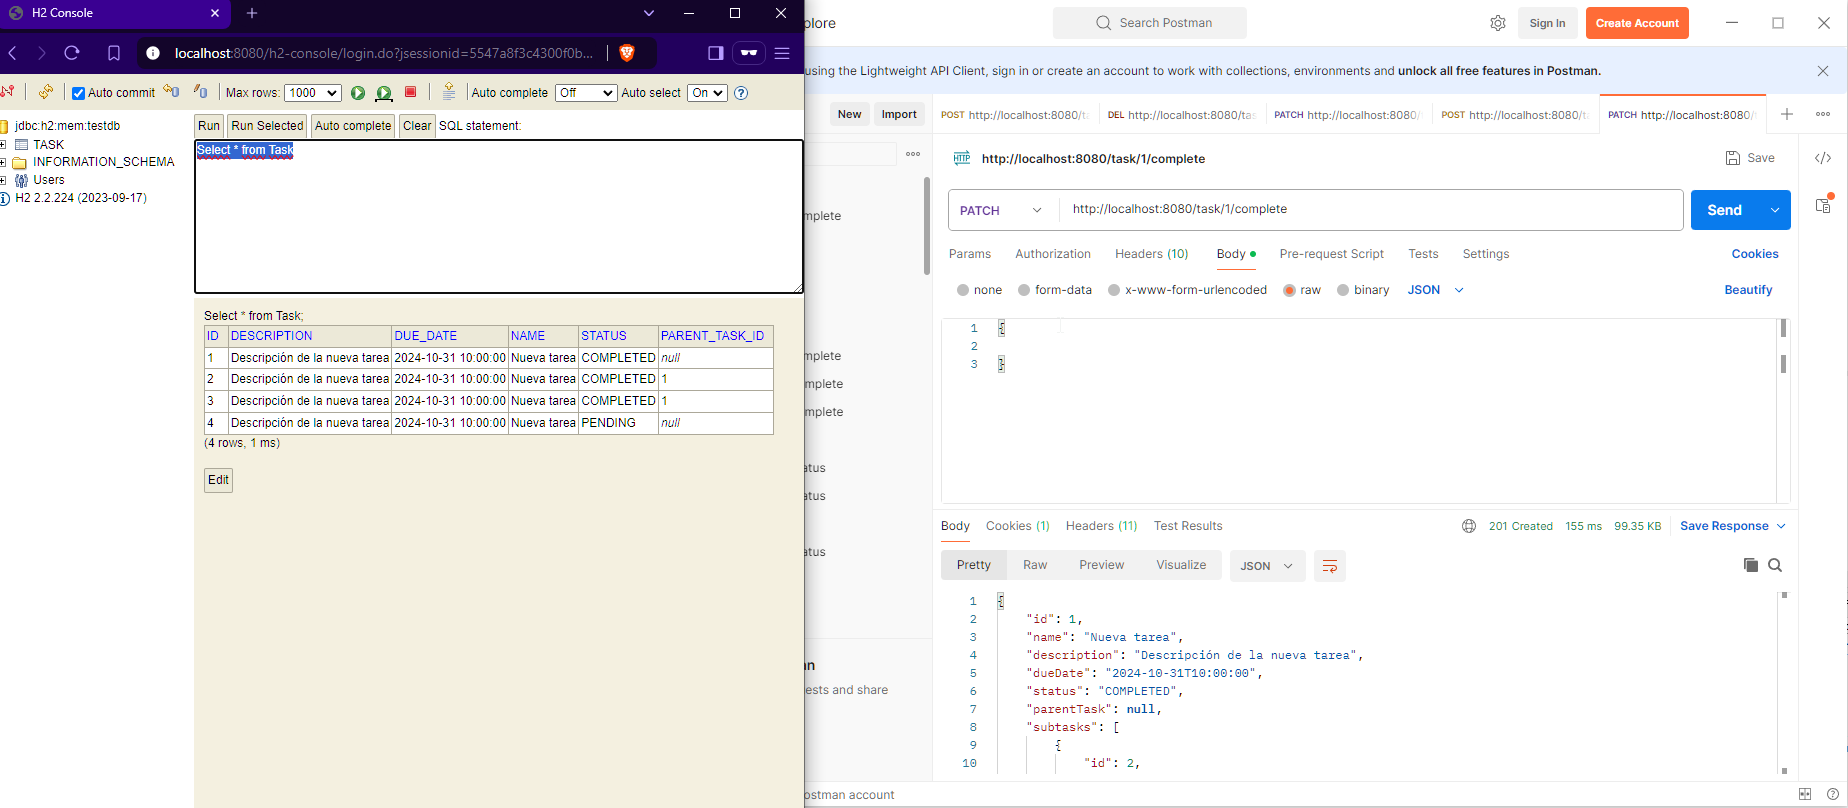 H2 Console
localhost:8080/h2-console/login.do?jsessionid=5547a8f3c4300f0b...
Auto commit
Max rows: 1000
Auto complete Off
Auto select On
jdbc:h2:mem:testdb
TASK
INFORMATION_SCHEMA
Users
H2 2.2.224 (2023-09-17)
Run
Run Selected
Auto complete
Clear
SQL statement:
Select * from Task
Select * from Task;
ID DESCRIPTION DUE_DATE NAME STATUS PARENT_TASK_ID
1 Descripción de la nueva tarea 2024-10-31 10:00:00 Nueva tarea COMPLETED null
2 Descripción de la nueva tarea 2024-10-31 10:00:00 Nueva tarea COMPLETED 1
3 Descripción de la nueva tarea 2024-10-31 10:00:00 Nueva tarea COMPLETED 1
4 Descripción de la nueva tarea 2024-10-31 10:00:00 Nueva tarea PENDING null
(4 rows, 1 ms)
Edit
plore
Search Postman
Sign In
Create Account
using the Lightweight API Client, sign in or create an account to work with collections, environments and unlock all free features in Postman.
New
Import
POST http://localhost:8080/t
DEL http://localhost:8080/tas
PATCH http://localhost:8080/
POST http://localhost:8080/t
PATCH http://localhost:8080/
mplete
mplete
mplete
mplete
atus
atus
atus
n
ests and share
ostman account
HTTP
http://localhost:8080/task/1/complete
Save
</>
PATCH
http://localhost:8080/task/1/complete
Send
Params
Authorization
Headers (10)
Body
Pre-request Script
Tests
Settings
Cookies
none
form-data
x-www-form-urlencoded
raw
binary
JSON
Beautify
1 {
2
3 }
Body
Cookies (1)
Headers (11)
Test Results
201 Created
155 ms
99.35 KB
Save Response
Pretty
Raw
Preview
Visualize
JSON
1 {
2 "id": 1,
3 "name": "Nueva tarea",
4 "description": "Descripción de la nueva tarea",
5 "dueDate": "2024-10-31T10:00:00",
6 "status": "COMPLETED",
7 "parentTask": null,
8 "subtasks": [
9 {
10 "id": 2,